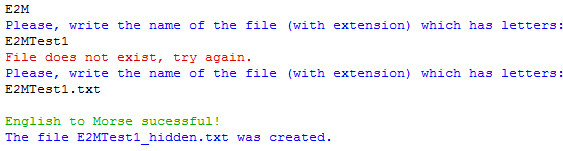 E2M
Please, write the name of the file (with extension) which has letters:
E2MTest1
File does not exist, try again.
Please, write the name of the file (with extension) which has letters:
E2MTest1.txt
English to Morse sucessful!
The file E2MTest1_hidden.txt was created.